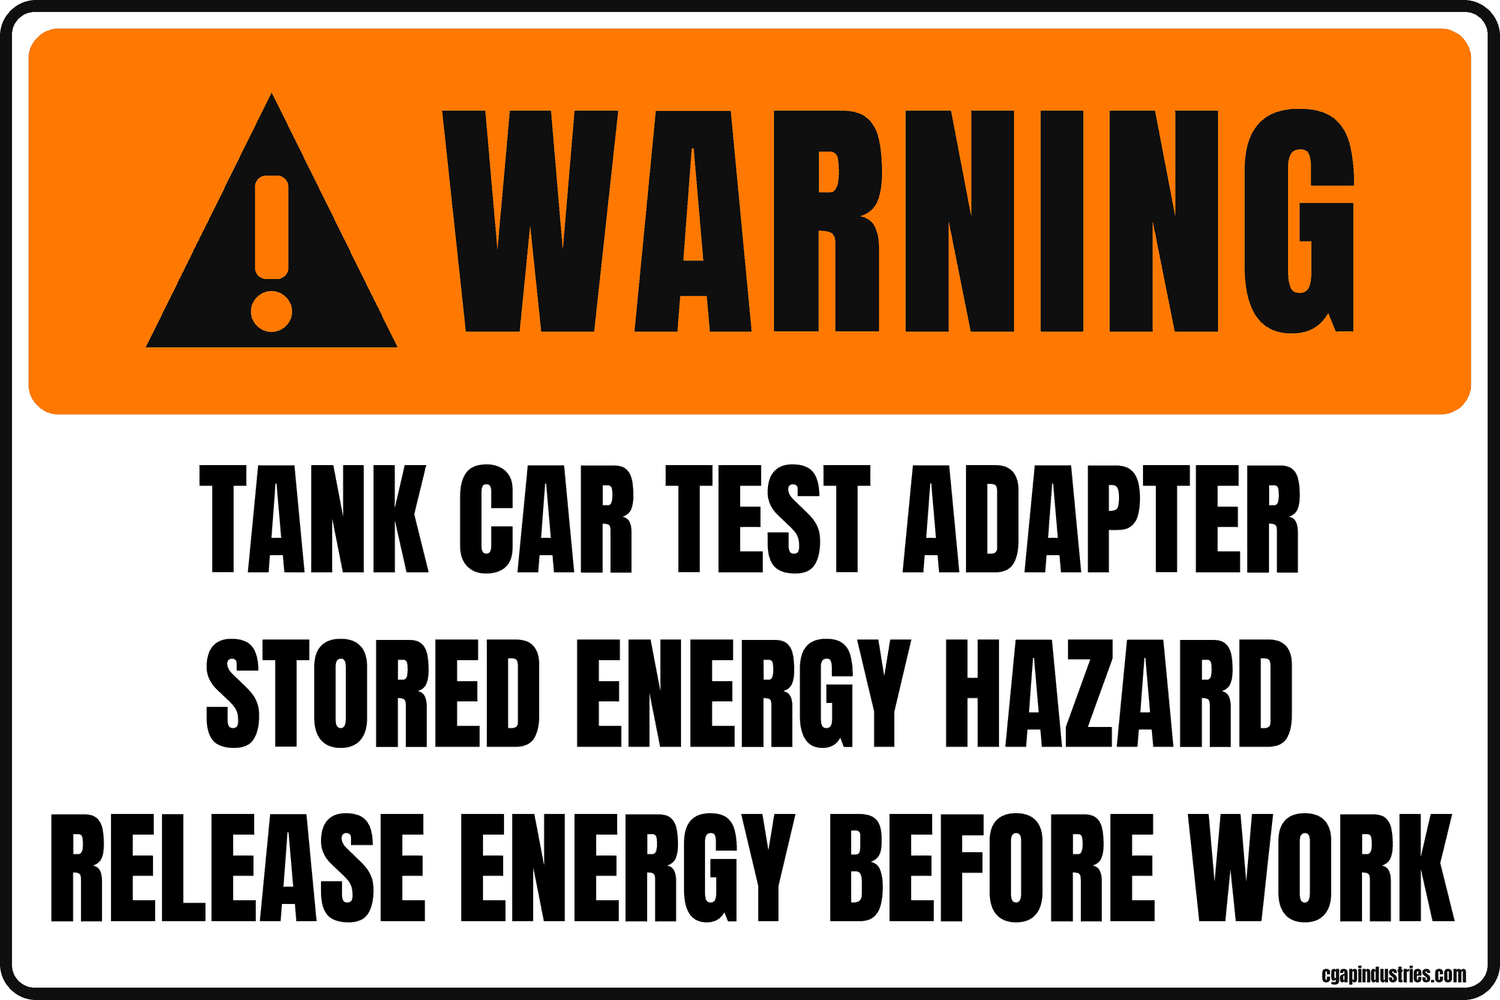 WARNING
TANK CAR TEST ADAPTER
STORED ENERGY HAZARD
RELEASE ENERGY BEFORE WORK
cgapindustries.com